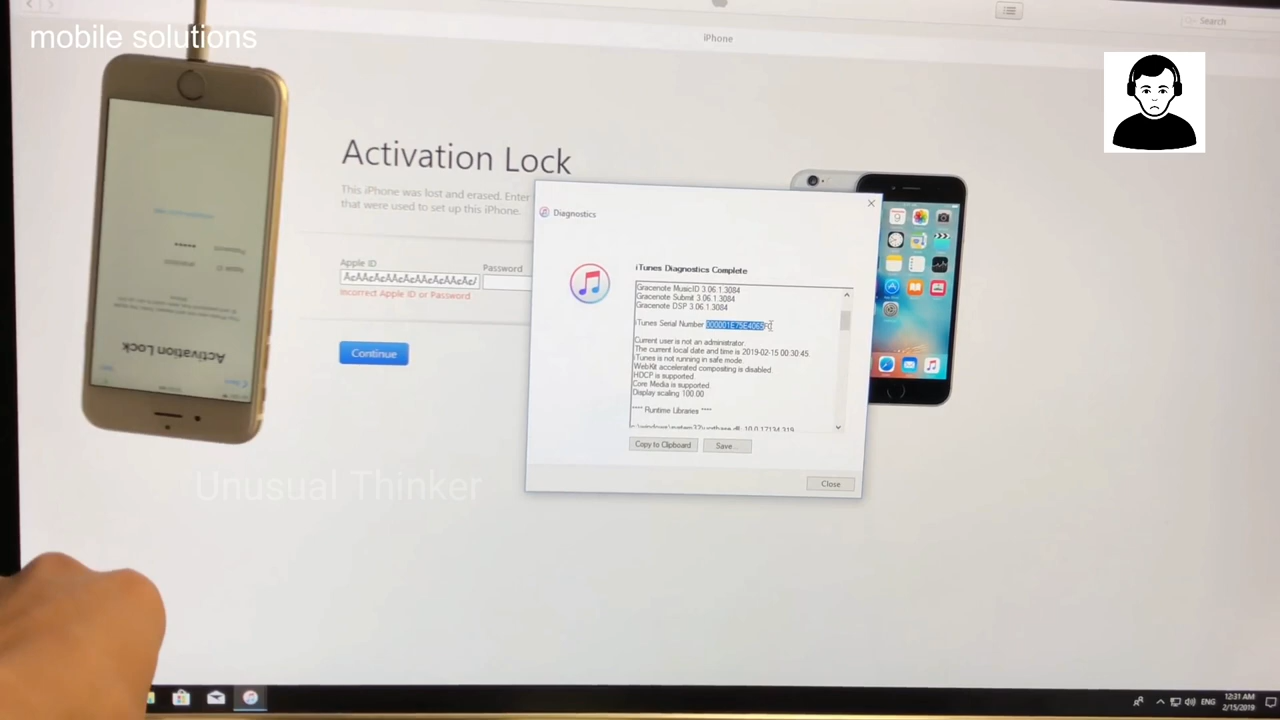 mobile solutions
Search
iPhone
Activation Lock
This iPhone was lost and erased. Enter
that were used to set up this iPhone.
Apple ID
Password
Incorrect Apple ID or Password
Continue
Diagnostics
iTunes Diagnostics Complete
Gracenote MusicID 3.06.1.3084
Gracenote Submit 3.06.1.3084
Gracenote DSP 3.06.1.3084
iTunes Serial Number
Current user is not an administrator.
The current local date and time is 2019-02-15 00:30:45.
iTunes is not running in safe mode.
WebKit accelerated compositing is disabled.
HDCP is supported.
Core Media is supported.
Display scaling 100.00
**** Runtime Libraries ****
Copy to Clipboard
Save...
Close
Activation Lock
Unusual Thinker
ENG
12:31 AM
2/15/2019